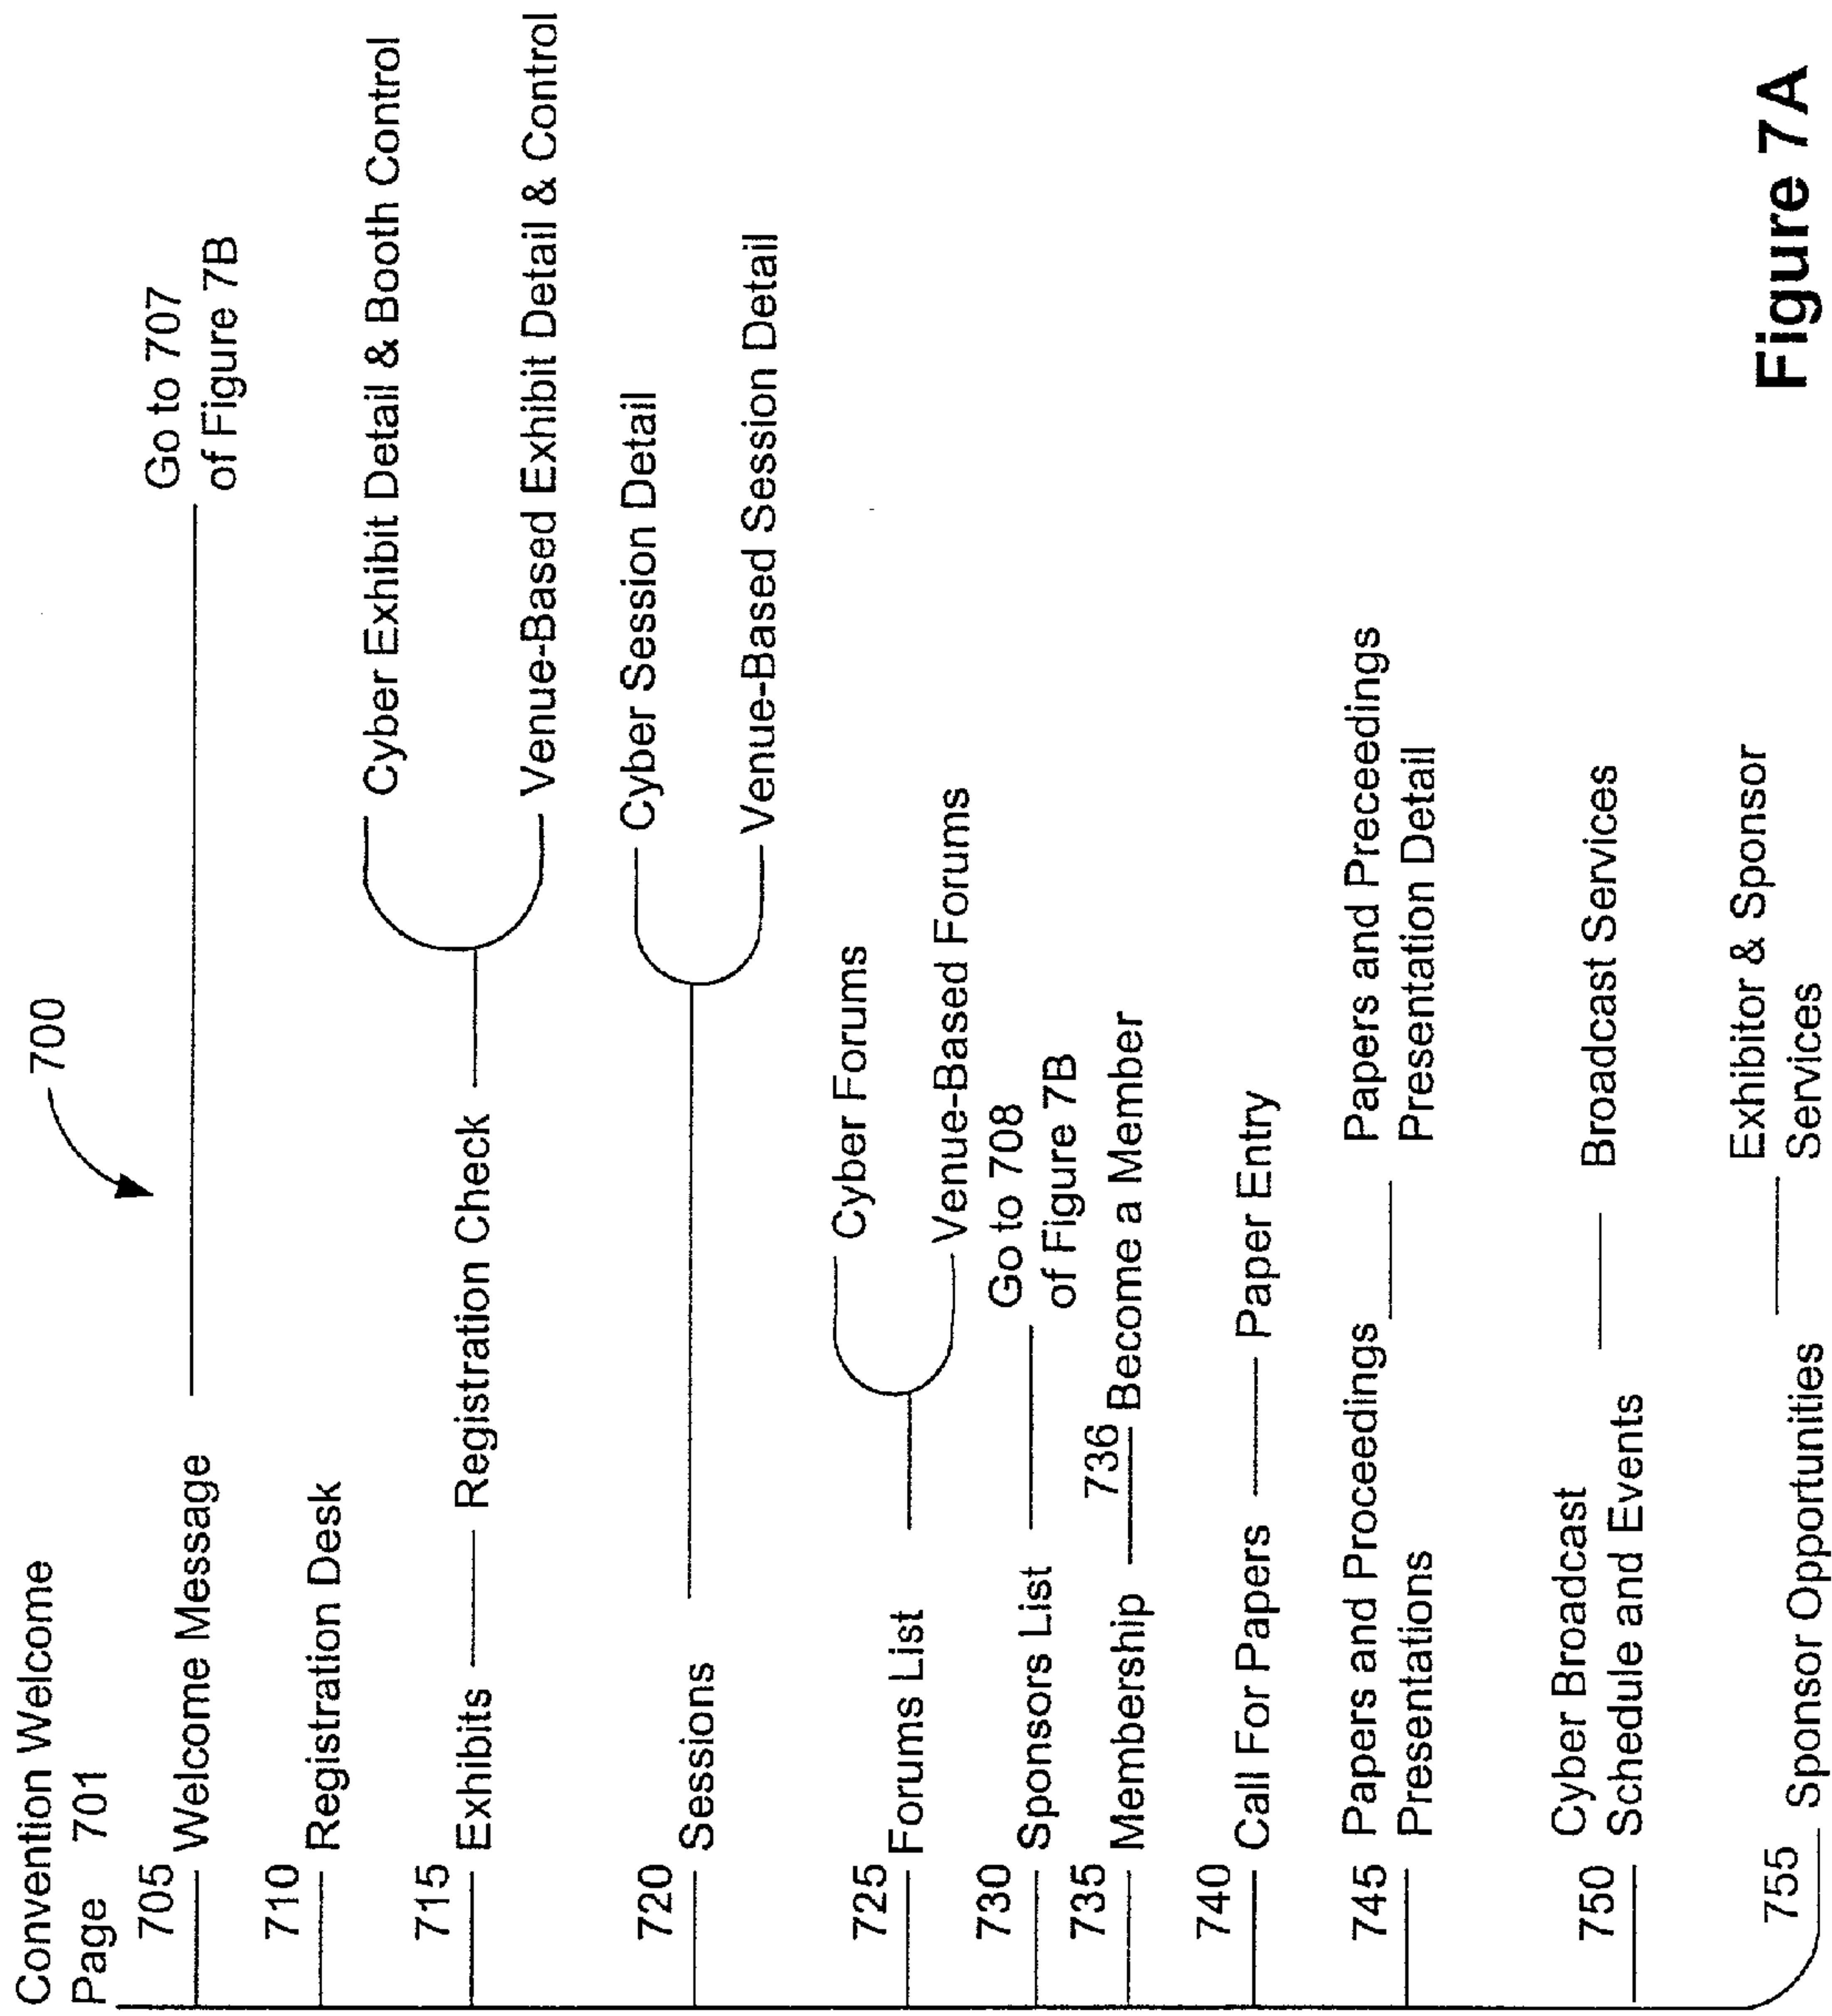 Convention Welcome
Page 701
700
705 Welcome Message
Go to 707
of Figure 7B
710 Registration Desk
715 Exhibits
Registration Check
Cyber Exhibit Detail & Booth Control
Venue-Based Exhibit Detail & Control
720 Sessions
Cyber Session Detail
Venue-Based Session Detail
725 Forums List
Cyber Forums
Venue-Based Forums
730 Sponsors List
Go to 708
of Figure 7B
735 Membership
736 Become a Member
740 Call For Papers
Paper Entry
745 Papers and Proceedings
Presentations
Papers and Preceedings
Presentation Detail
750 Cyber Broadcast
Schedule and Events
Broadcast Services
755 Sponsor Opportunities
Exhibitor & Sponsor
Services
Figure 7A